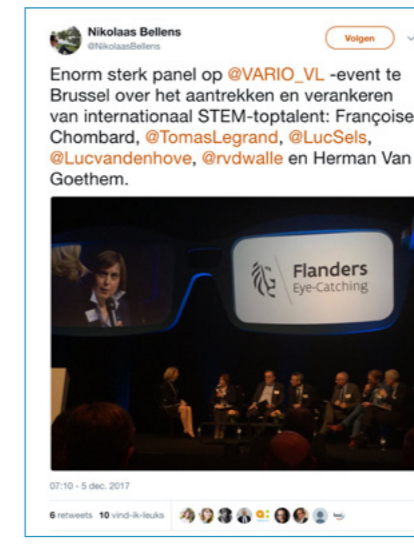 Nikolaas Bellens
@NikolaasBellens
Volgen
Enorm sterk panel op @VARIO_VL -event te
Brussel over het aantrekken en verankeren
van internationaal STEM-toptalent: Françoise
Chombard, @TomasLegrand, @LucSels,
@Lucvandenhove, @rvdwalle en Herman Van
Goethem.
Flanders
Eye-Catching
07:10 - 5 dec. 2017
6 retweets 10 vind-ik-leuks